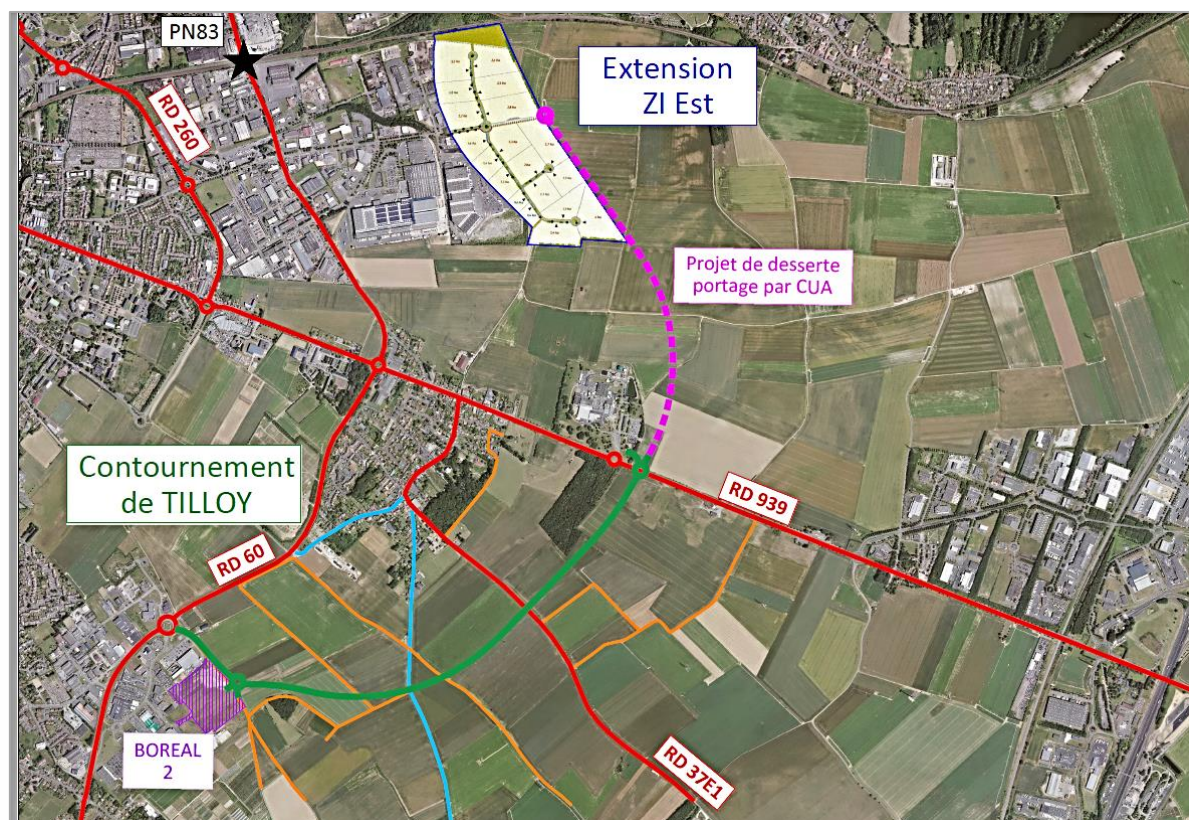 PN83
RD 260
Extension
ZI Est
Projet de desserte
portage par CUA
Contournement
de TILLOY
RD 939
RD 60
BOREAL
2
RD 37E1